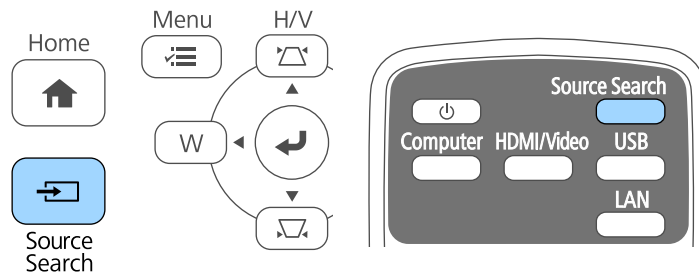 Menu
H/V
Home
W
Source
Search
Source Search
Computer
HDMI/Video
USB
LAN